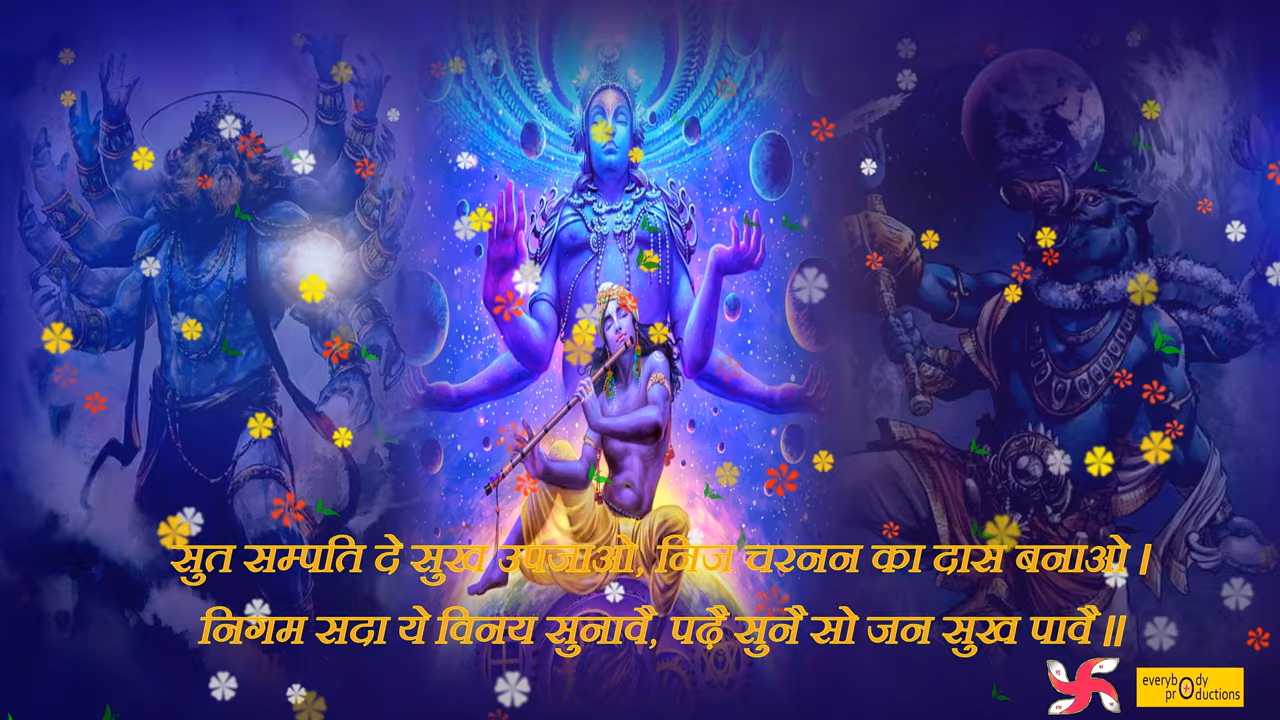 सुत सम्पति दे सुख उपजाओ, निज चरनन का दास बनाओ।
निगम सदा ये विनय सुनावै, पढ़ै सुनै सो जन सुख पावै॥
everybody
productions